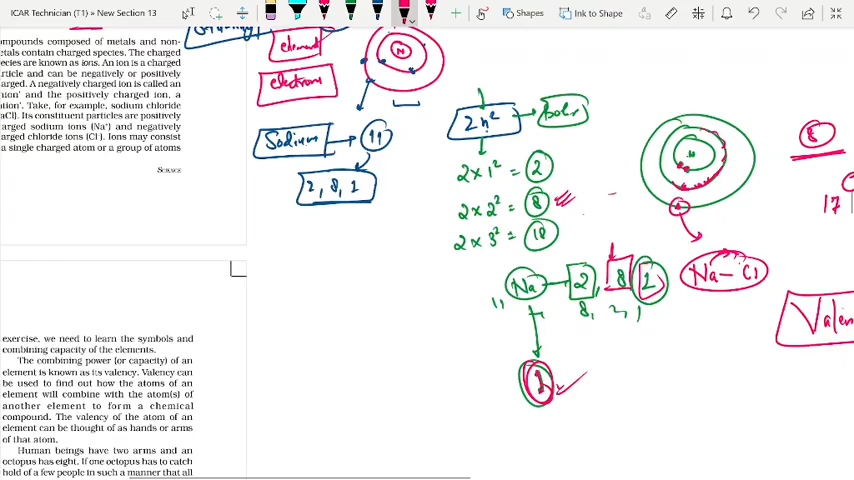 ICAR Technician (T1) » New Section 13
Shapes
Ink to Shape
ompounds composed of metals and non-
etals contain charged species. The charged
ecies are known as ions. An ion is a charged
rticle and can be negatively or positively
arged. A negatively charged ion is called an
nion' and the positively charged ion, a
tion'. Take, for example, sodium chloride
aCl). Its constituent particles are positively
arged sodium ions (Na⁺) and negatively
harged chloride ions (Cl⁻). Ions may consist
a single charged atom or a group of atoms
SCIENCE
exercise, we need to learn the symbols and
combining capacity of the elements.
The combining power (or capacity) of an
element is known as its valency. Valency can
be used to find out how the atoms of an
element will combine with the atom(s) of
another element to form a chemical
compound. The valency of the atom of an
element can be thought of as hands or arms
of that atom.
Human beings have two arms and an
octopus has eight. If one octopus has to catch
hold of a few people in such a manner that all
electrons
N
Sodium
11
2, 8, 1
2n²
Bohr
2×1² = 2
2×2² = 8
2×3² = 18
Na 2, 8 1
11 8, 2, 1
1
Na-Cl
8
17
Valen